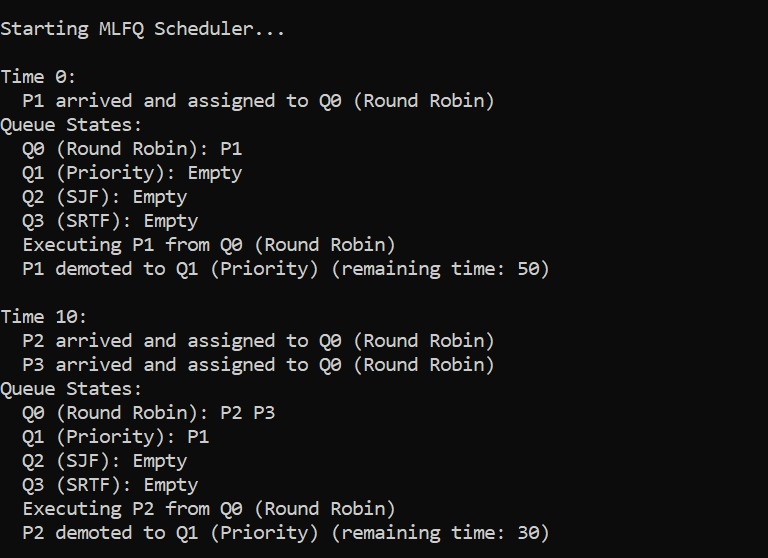 Starting MLFQ Scheduler...
Time 0:
P1 arrived and assigned to Q0 (Round Robin)
Queue States:
Q0 (Round Robin): P1
Q1 (Priority): Empty
Q2 (SJF): Empty
Q3 (SRTF): Empty
Executing P1 from Q0 (Round Robin)
P1 demoted to Q1 (Priority) (remaining time: 50)
Time 10:
P2 arrived and assigned to Q0 (Round Robin)
P3 arrived and assigned to Q0 (Round Robin)
Queue States:
Q0 (Round Robin): P2 P3
Q1 (Priority): P1
Q2 (SJF): Empty
Q3 (SRTF): Empty
Executing P2 from Q0 (Round Robin)
P2 demoted to Q1 (Priority) (remaining time: 30)